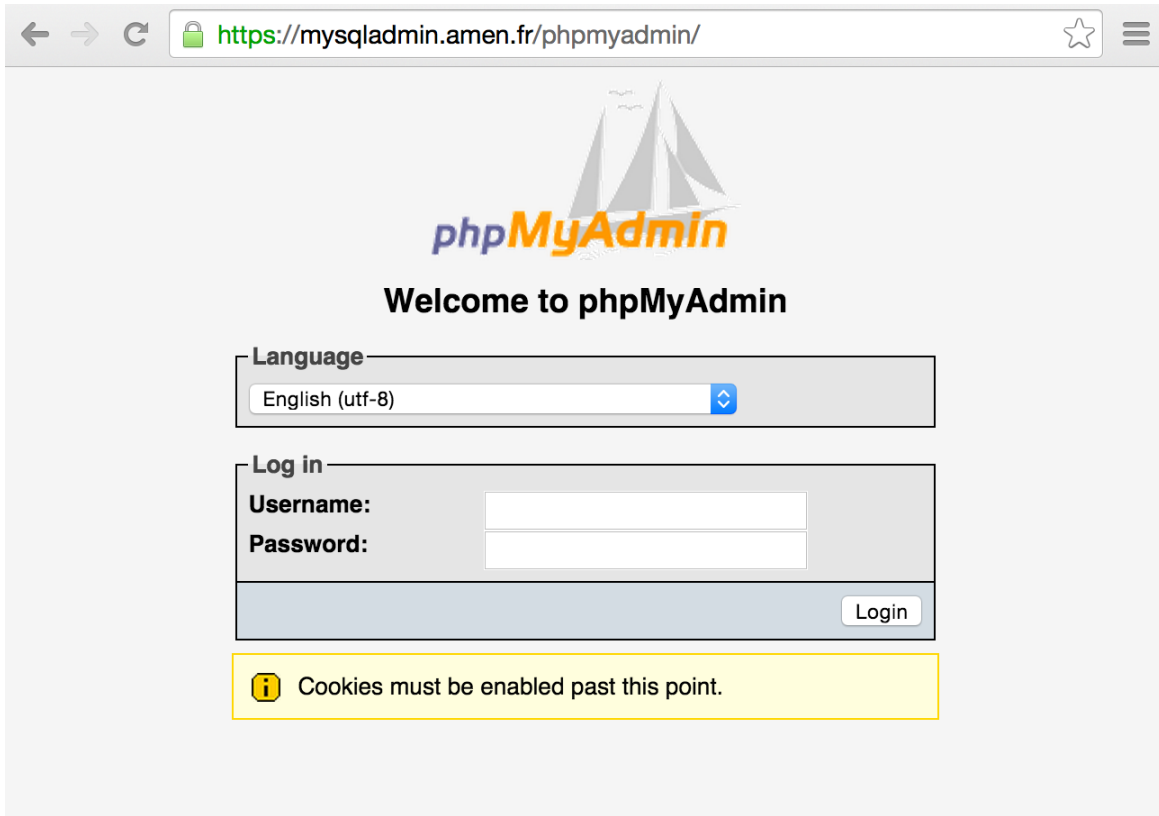 https://mysqladmin.amen.fr/phpmyadmin/
phpMyAdmin
Welcome to phpMyAdmin
Language
English (utf-8)
Log in
Username:
Password:
Login
Cookies must be enabled past this point.